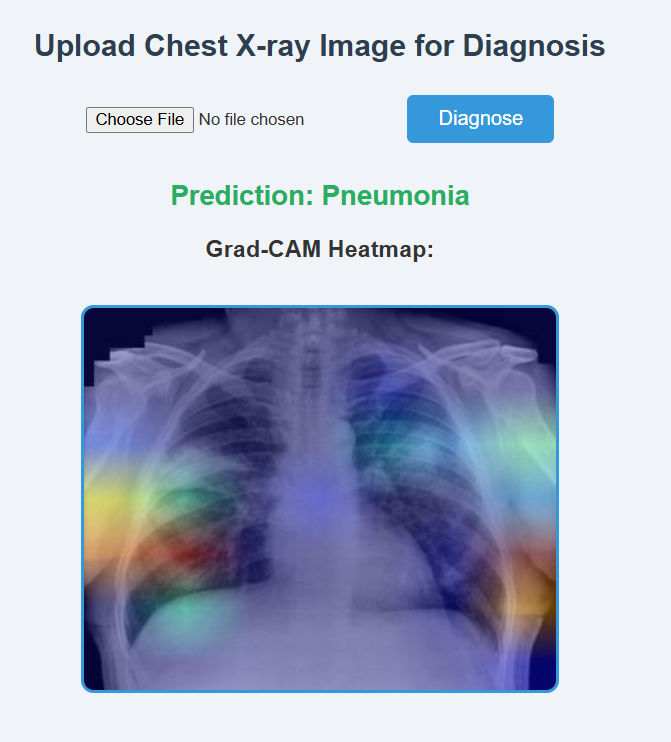 Upload Chest X-ray Image for Diagnosis
Choose File No file chosen
Diagnose
Prediction: Pneumonia
Grad-CAM Heatmap: